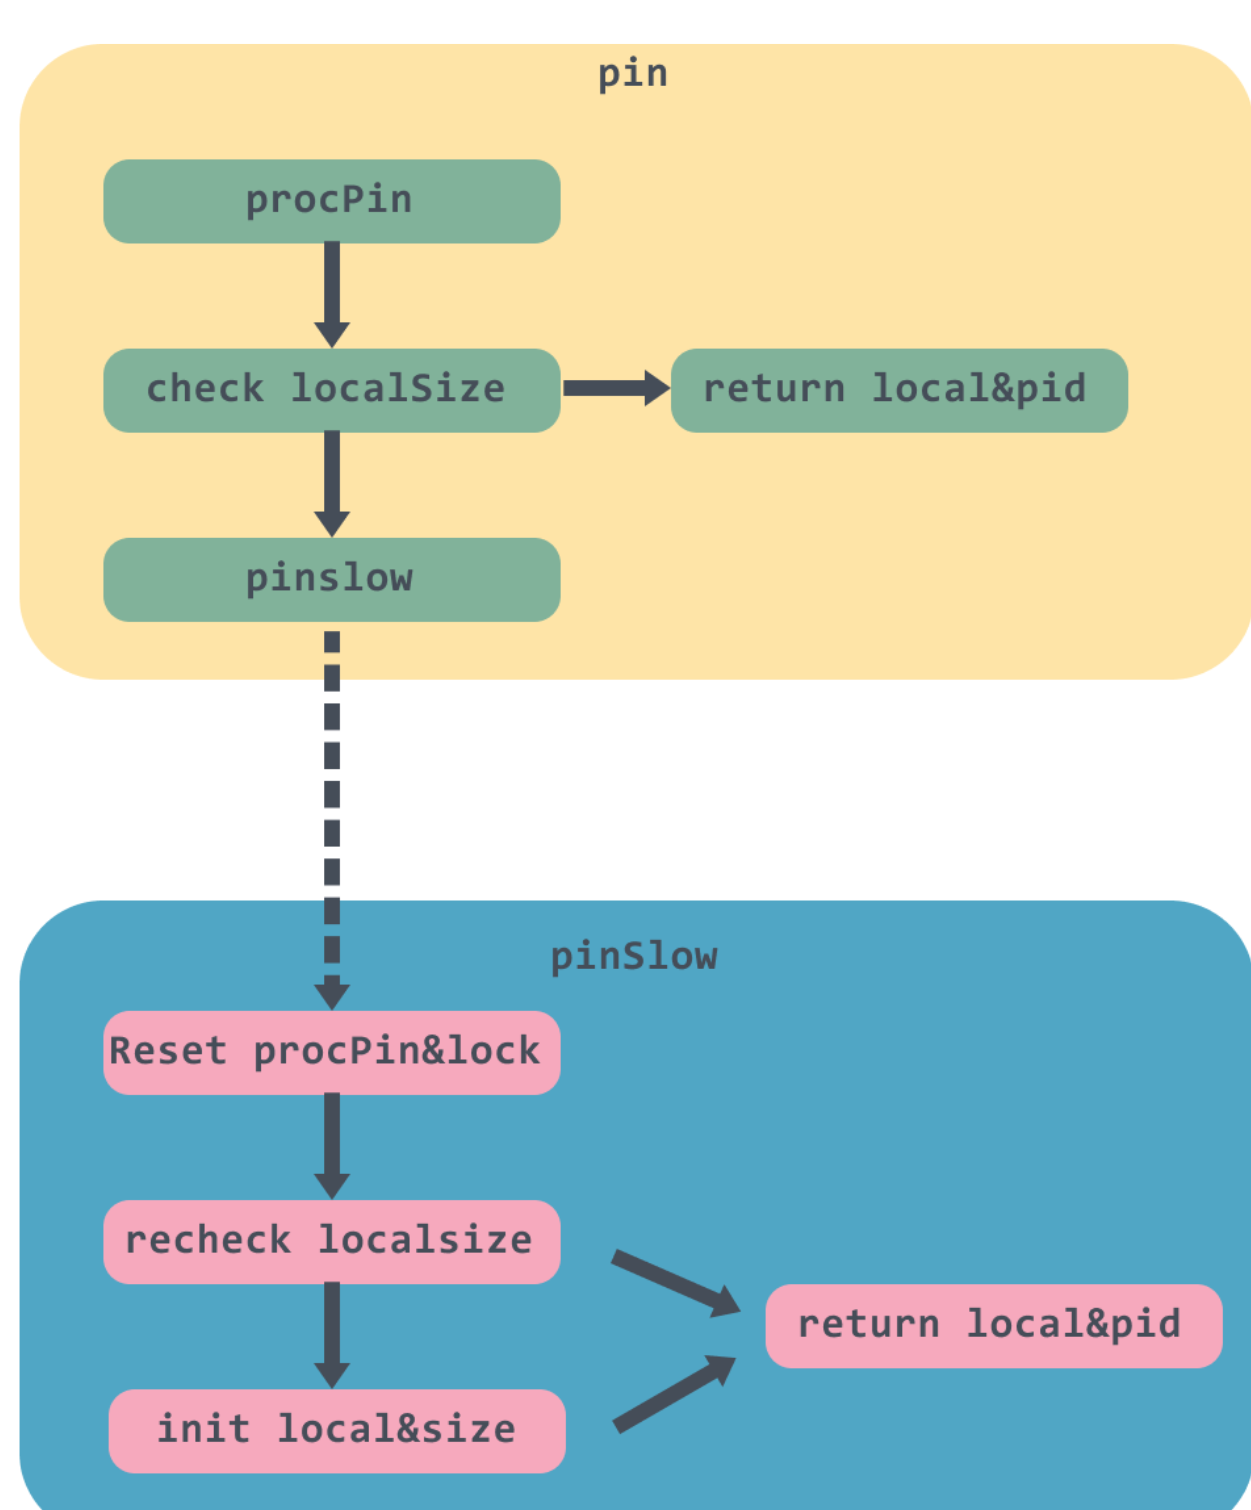 pin
procPin
check localSize
return local&pid
pinslow
pinSlow
Reset procPin&lock
recheck localsize
return local&pid
init local&size